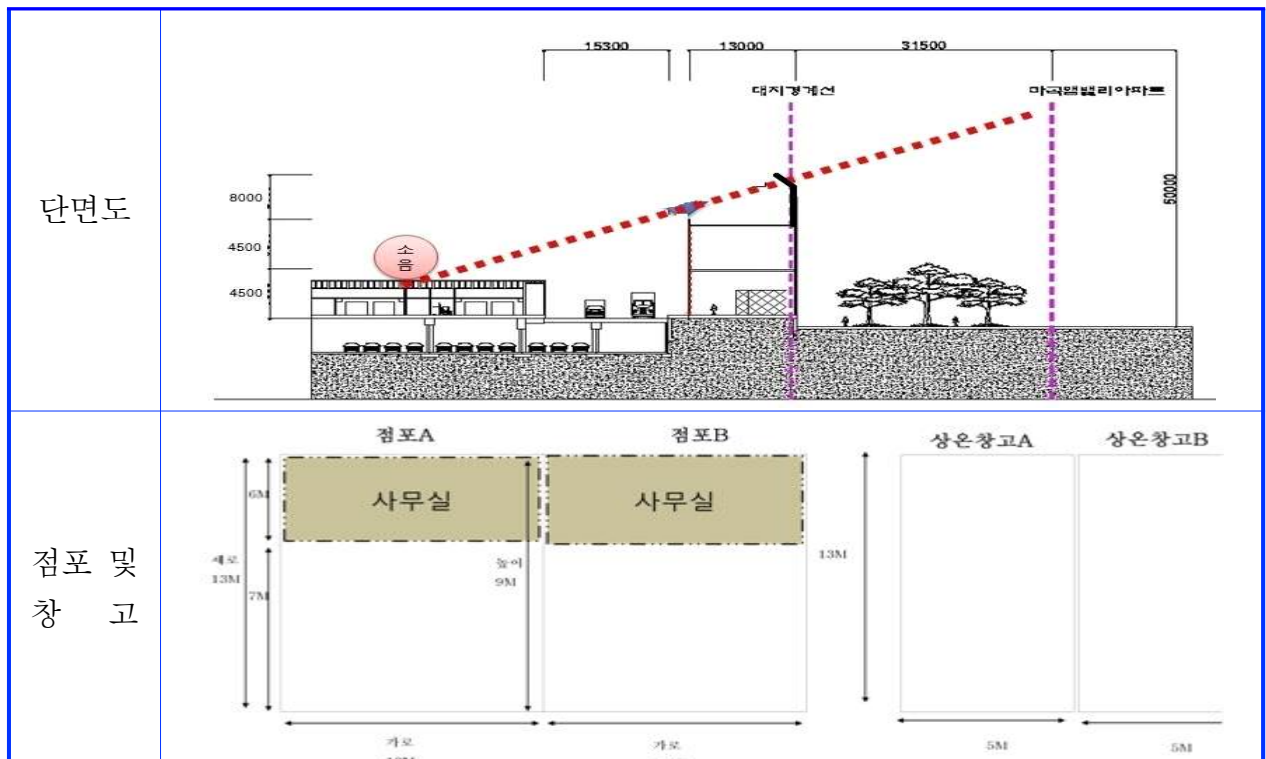 단면도
15300
13000
31500
대지경계선
마곡엠밸리아파트
8000
4500
4500
50000
소
음
점포 및
창 고
점포A
점포B
상온창고A
상온창고B
사무실
사무실
6M
세로
13M
7M
높이
9M
13M
가로
가로
5M
5M